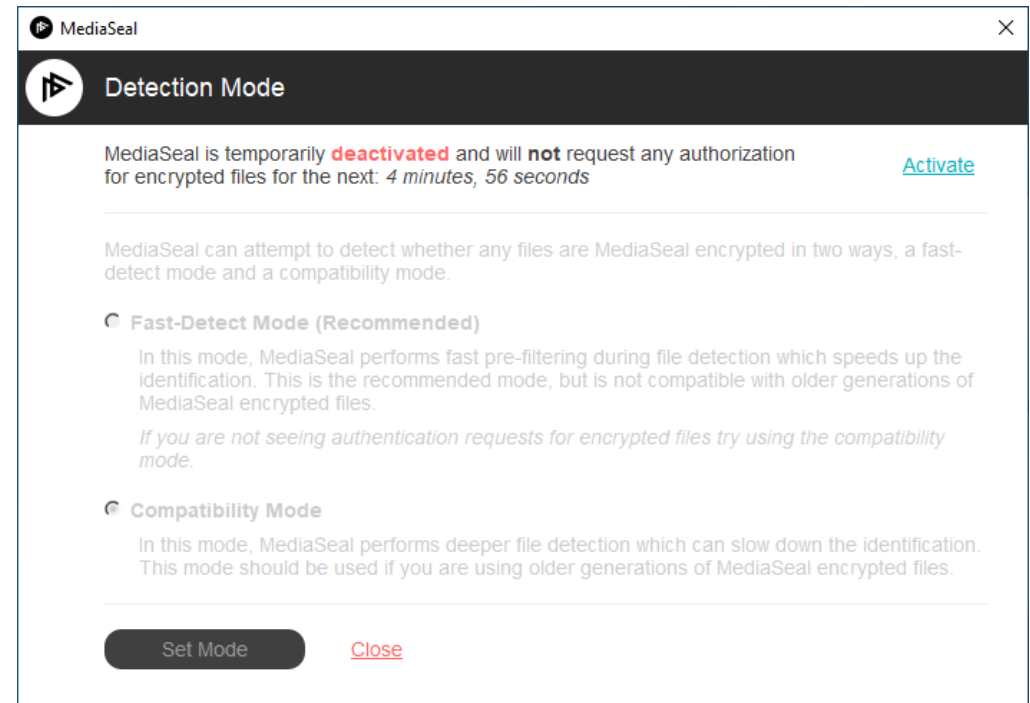 MediaSeal
Detection Mode
MediaSeal is temporarily deactivated and will not request any authorization
for encrypted files for the next: 4 minutes, 56 seconds
Activate
MediaSeal can attempt to detect whether any files are MediaSeal encrypted in two ways, a fast-
detect mode and a compatibility mode.
Fast-Detect Mode (Recommended)
In this mode, MediaSeal performs fast pre-filtering during file detection which speeds up the
identification. This is the recommended mode, but is not compatible with older generations of
MediaSeal encrypted files.
If you are not seeing authentication requests for encrypted files try using the compatibility
mode.
Compatibility Mode
In this mode, MediaSeal performs deeper file detection which can slow down the identification.
This mode should be used if you are using older generations of MediaSeal encrypted files.
Set Mode
Close